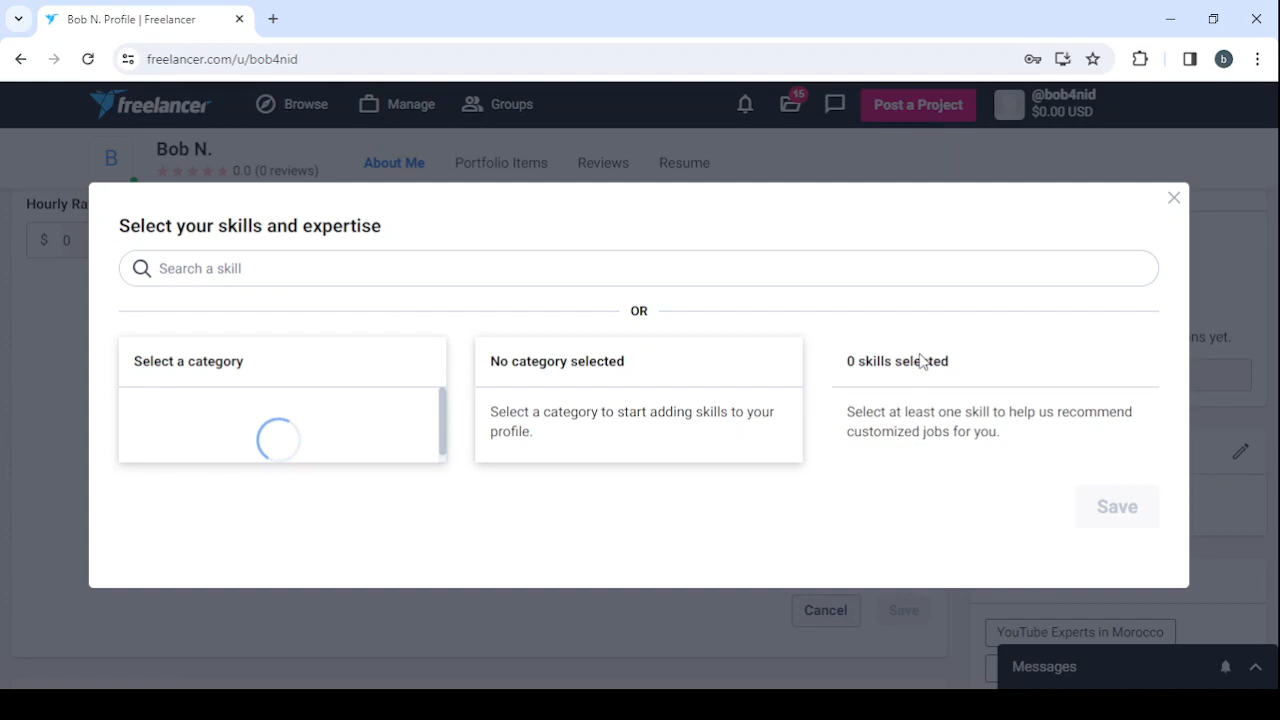 Bob N. Profile | Freelancer
freelancer.com/u/bob4nid
b
freelancer
Browse
Manage
Groups
15
Post a Project
@bob4nid
$0.00 USD
B
Bob N.
0.0 (0 reviews)
About Me
Portfolio Items
Reviews
Resume
Hourly Ra
$ 0
Select your skills and expertise
Search a skill
OR
Select a category
No category selected
Select a category to start adding skills to your
profile.
0 skills selected
Select at least one skill to help us recommend
customized jobs for you.
Save
ns yet.
Cancel
Save
YouTube Experts in Morocco
Messages